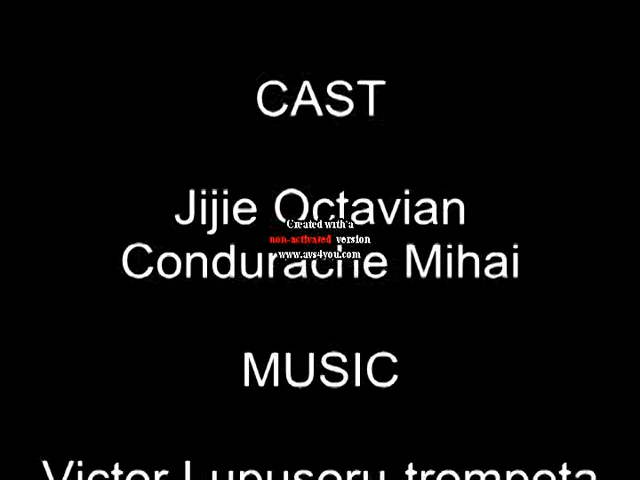 CAST
Jijie Octavian
Created with a
non-activated version
www.avs4you.com
Condurache Mihai
MUSIC
Victor Lupusoru trompeta